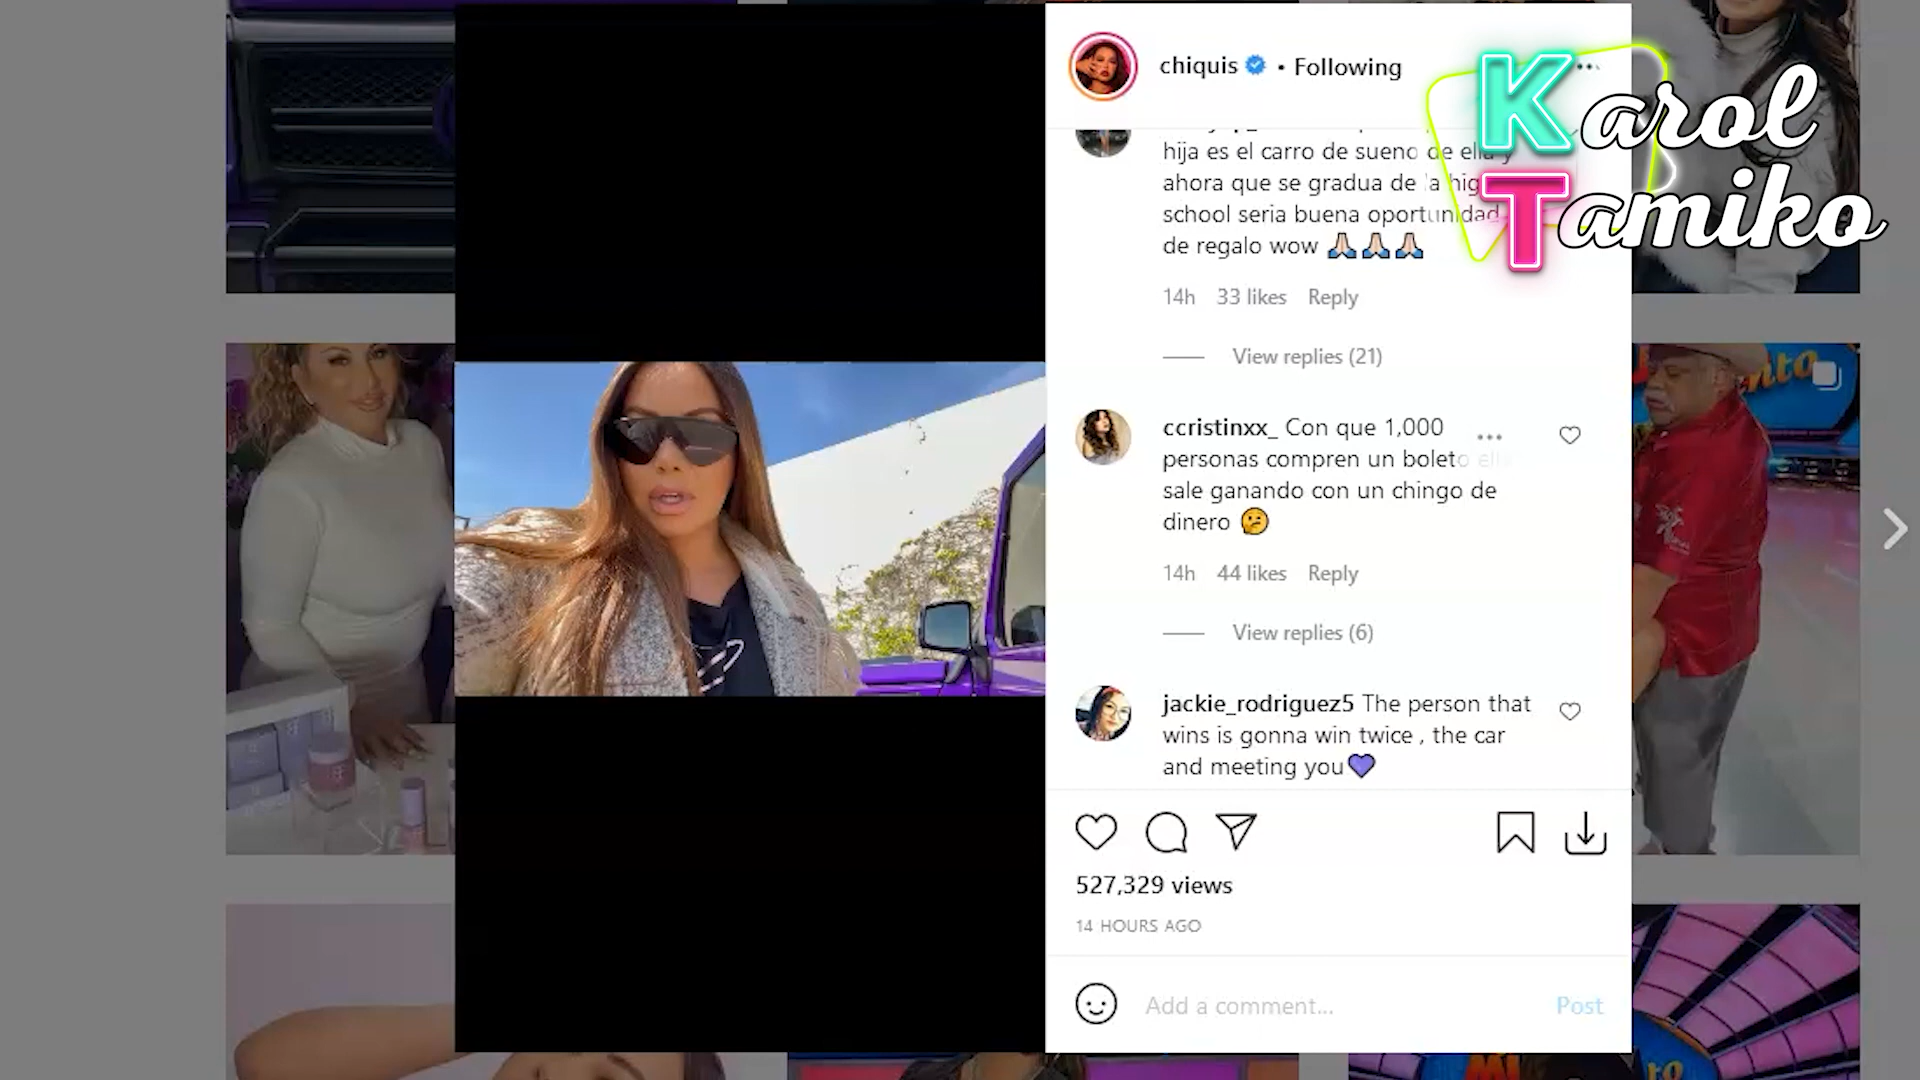 chiquis • Following
Karol
Tamiko
hija es el carro de sueno de ella y
ahora que se gradua de la hig
school seria buena oportunidad
de regalo wow 🙏🏻🙏🏻🙏🏻
14h 33 likes Reply
View replies (21)
ccristinxx_ Con que 1,000
personas compren un boleto
sale ganando con un chingo de
dinero 🤔
14h 44 likes Reply
View replies (6)
jackie_rodriguez5 The person that
wins is gonna win twice , the car
and meeting you💜
527,329 views
14 HOURS AGO
Add a comment... Post